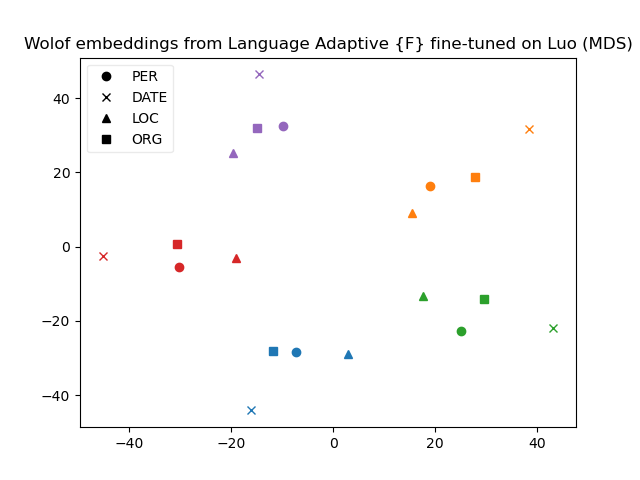 Wolof embeddings from Language Adaptive {F} fine-tuned on Luo (MDS)
PER
DATE
LOC
ORG
40
20
0
−20
−40
−40 −20 0 20 40